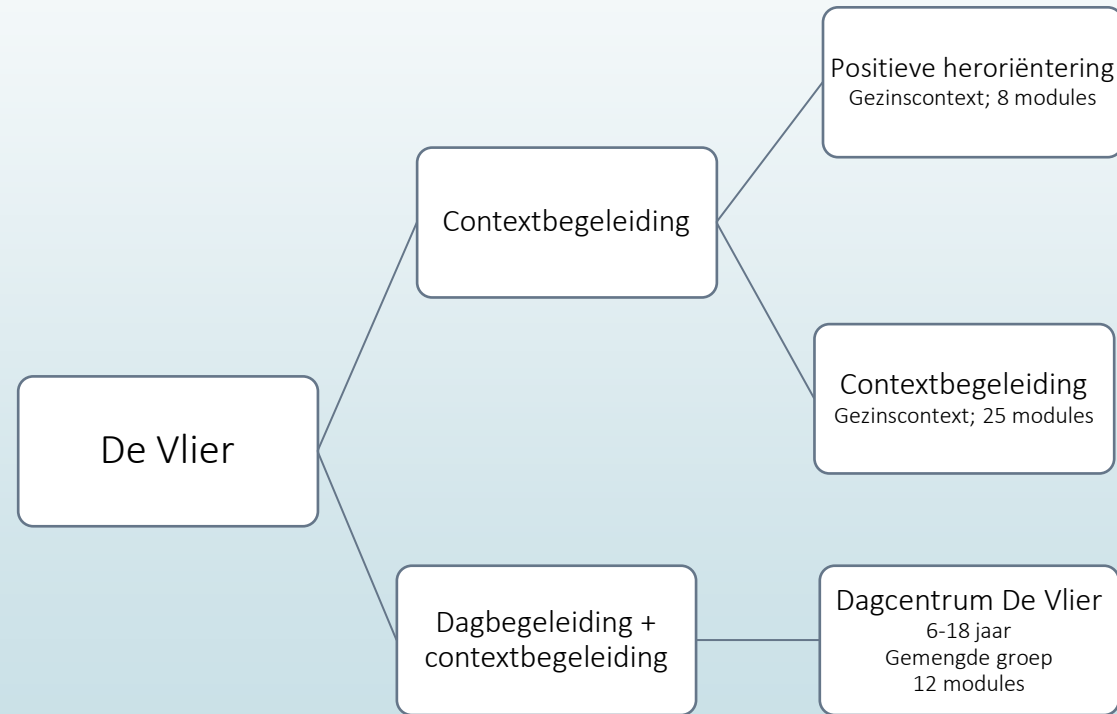 Positieve heroriëntering
Gezinscontext; 8 modules
Contextbegeleiding
Contextbegeleiding
Gezinscontext; 25 modules
De Vlier
Dagbegeleiding +
contextbegeleiding
Dagcentrum De Vlier
6-18 jaar
Gemengde groep
12 modules